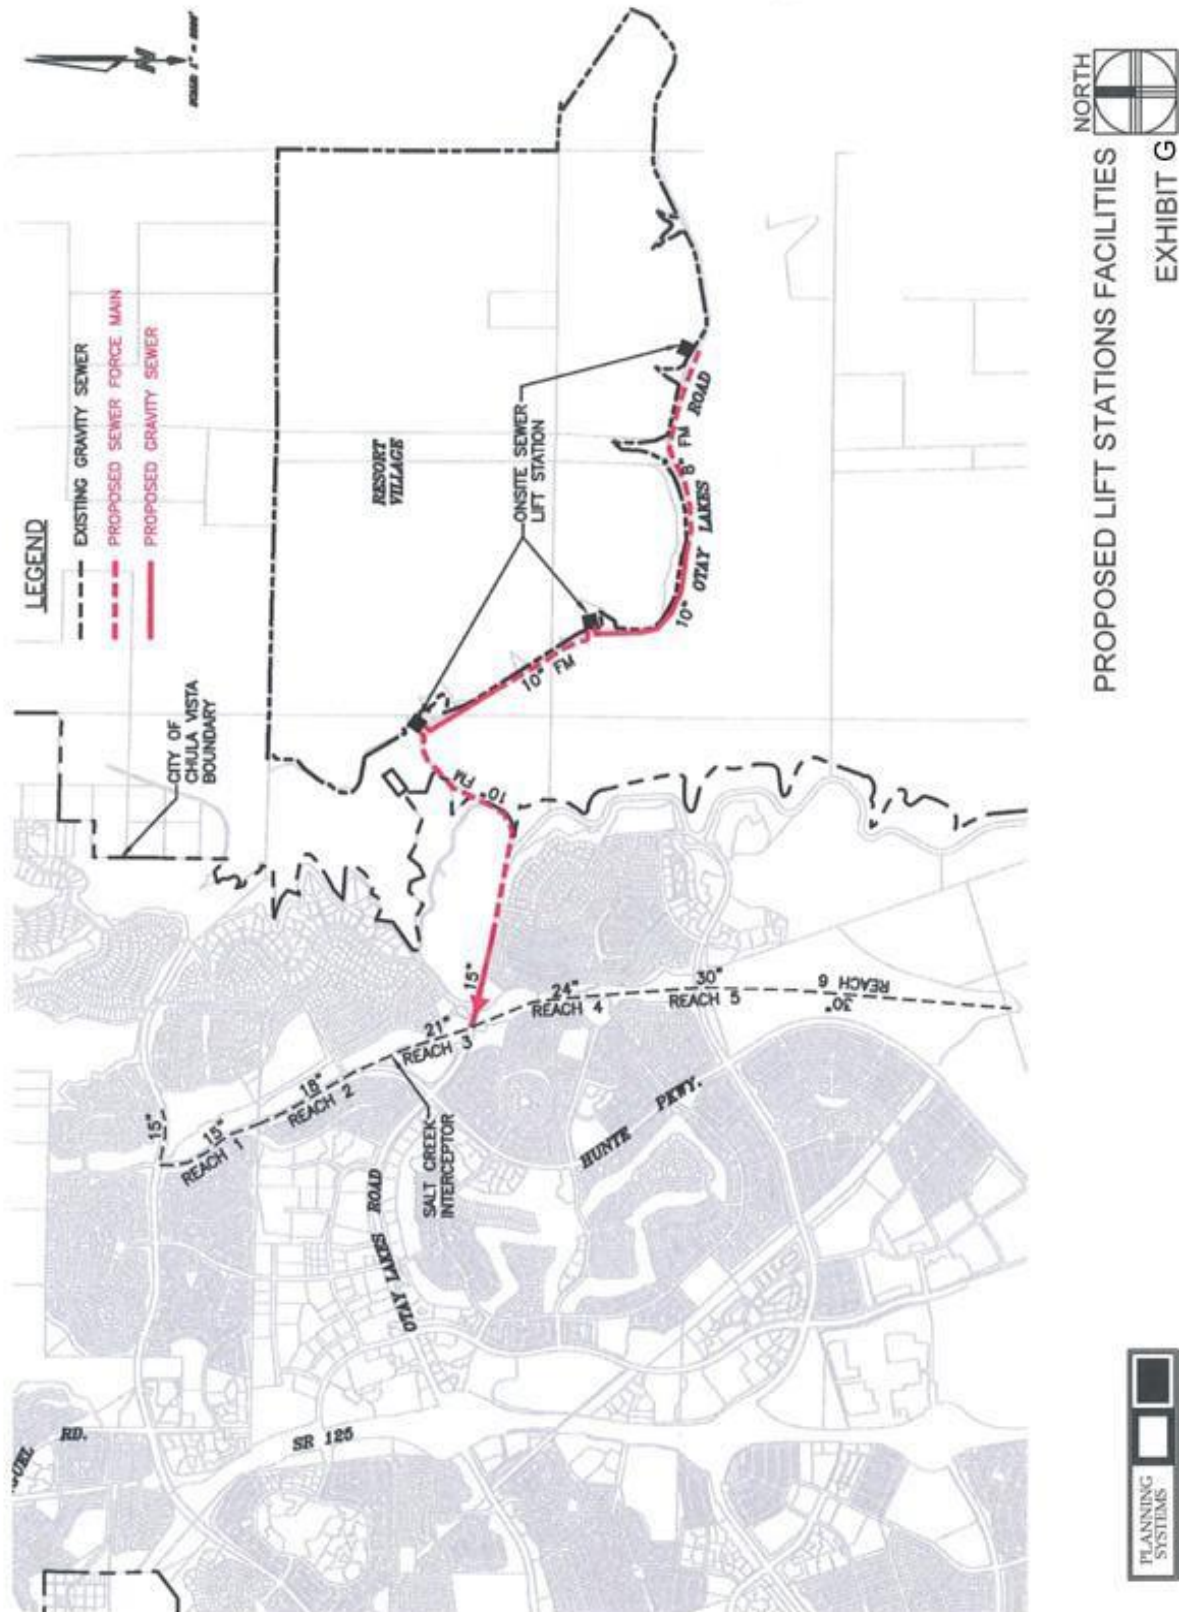 LEGEND
EXISTING GRAVITY SEWER
PROPOSED SEWER FORCE MAIN
PROPOSED GRAVITY SEWER
N
CITY OF
CHULA VISTA
BOUNDARY
RESORT
VILLAGE
ONSITE SEWER
LIFT STATION
8" FM
10"
OTAY LAKES ROAD
10" FM
10" FM
15"
15"
15"
REACH 1
18"
REACH 2
21"
REACH 3
24"
REACH 4
30"
REACH 5
30"
REACH 6
SALT CREEK
INTERCEPTOR
OTAY LAKES ROAD
HUNTE PKWY.
SR 125
RD.
NORTH
PROPOSED LIFT STATIONS FACILITIES
EXHIBIT G
PLANNING
SYSTEMS